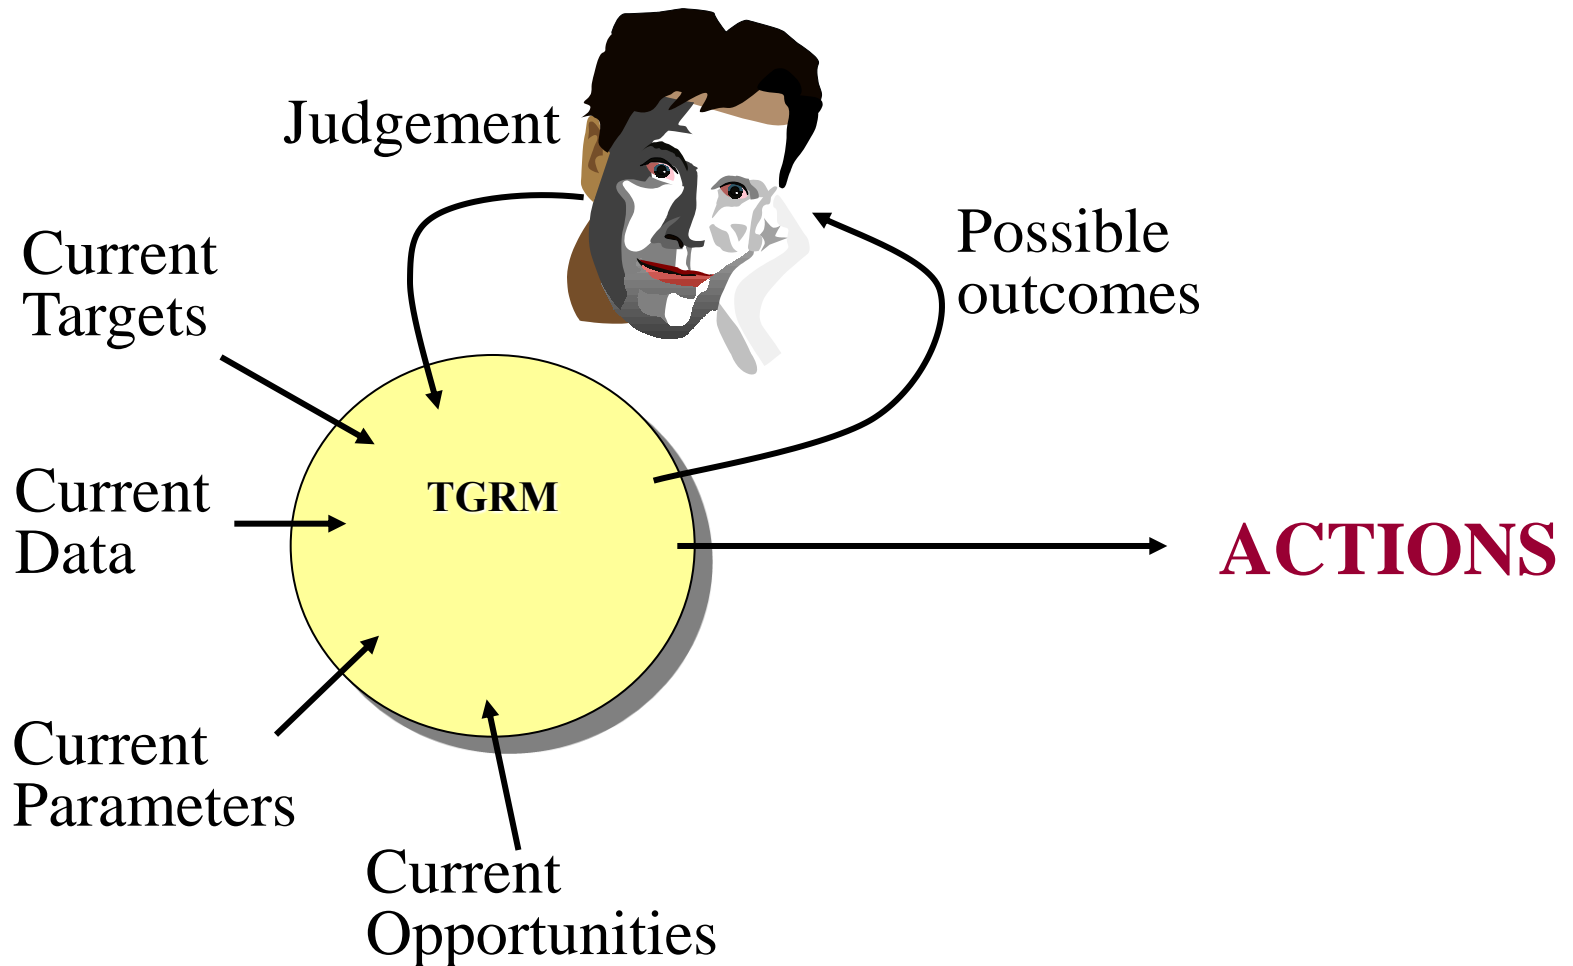 Judgement
Possible
outcomes
Current
Targets
TGRM
Current
Data
ACTIONS
Current
Parameters
Current
Opportunities